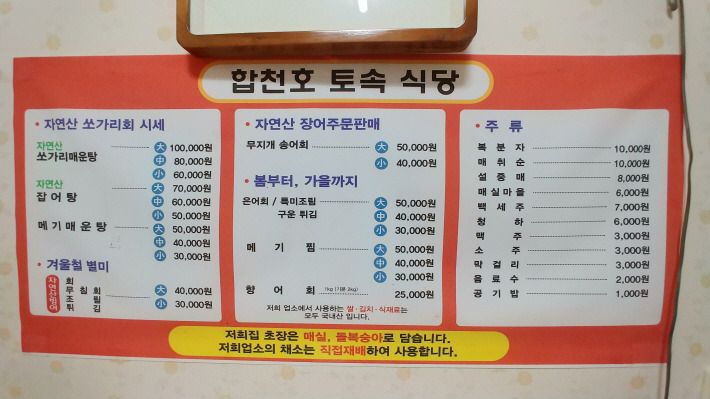 합천호 토속 식당
• 자연산 쏘가리회 시세
자연산
쏘가리매운탕 大 100,000원
中 80,000원
小 60,000원
자연산
잡어탕 大 70,000원
中 60,000원
小 50,000원
메기매운탕 大 50,000원
中 40,000원
小 30,000원
• 겨울철 별미
자연산빙어
회
무침회 大 40,000원
조림 小 30,000원
튀김
• 자연산 장어주문판매
무지개 송어회 大 50,000원
小 40,000원
• 봄부터, 가을까지
은어회 / 특미조림 大 50,000원
구운 튀김 中 40,000원
小 30,000원
메기찜 大 50,000원
中 40,000원
小 30,000원
향어회 1kg (기본 2kg) 25,000원
저희 업소에서 사용하는 쌀·김치·식재료는
모두 국내산 입니다.
• 주 류
복분자 10,000원
매취순 10,000원
설중매 8,000원
매실마을 6,000원
백세주 7,000원
청하 6,000원
맥주 3,000원
소주 3,000원
막걸리 3,000원
음료수 2,000원
공기밥 1,000원
저희집 초장은 매실, 돌복숭아로 담습니다.
저희업소의 채소는 직접재배하여 사용합니다.